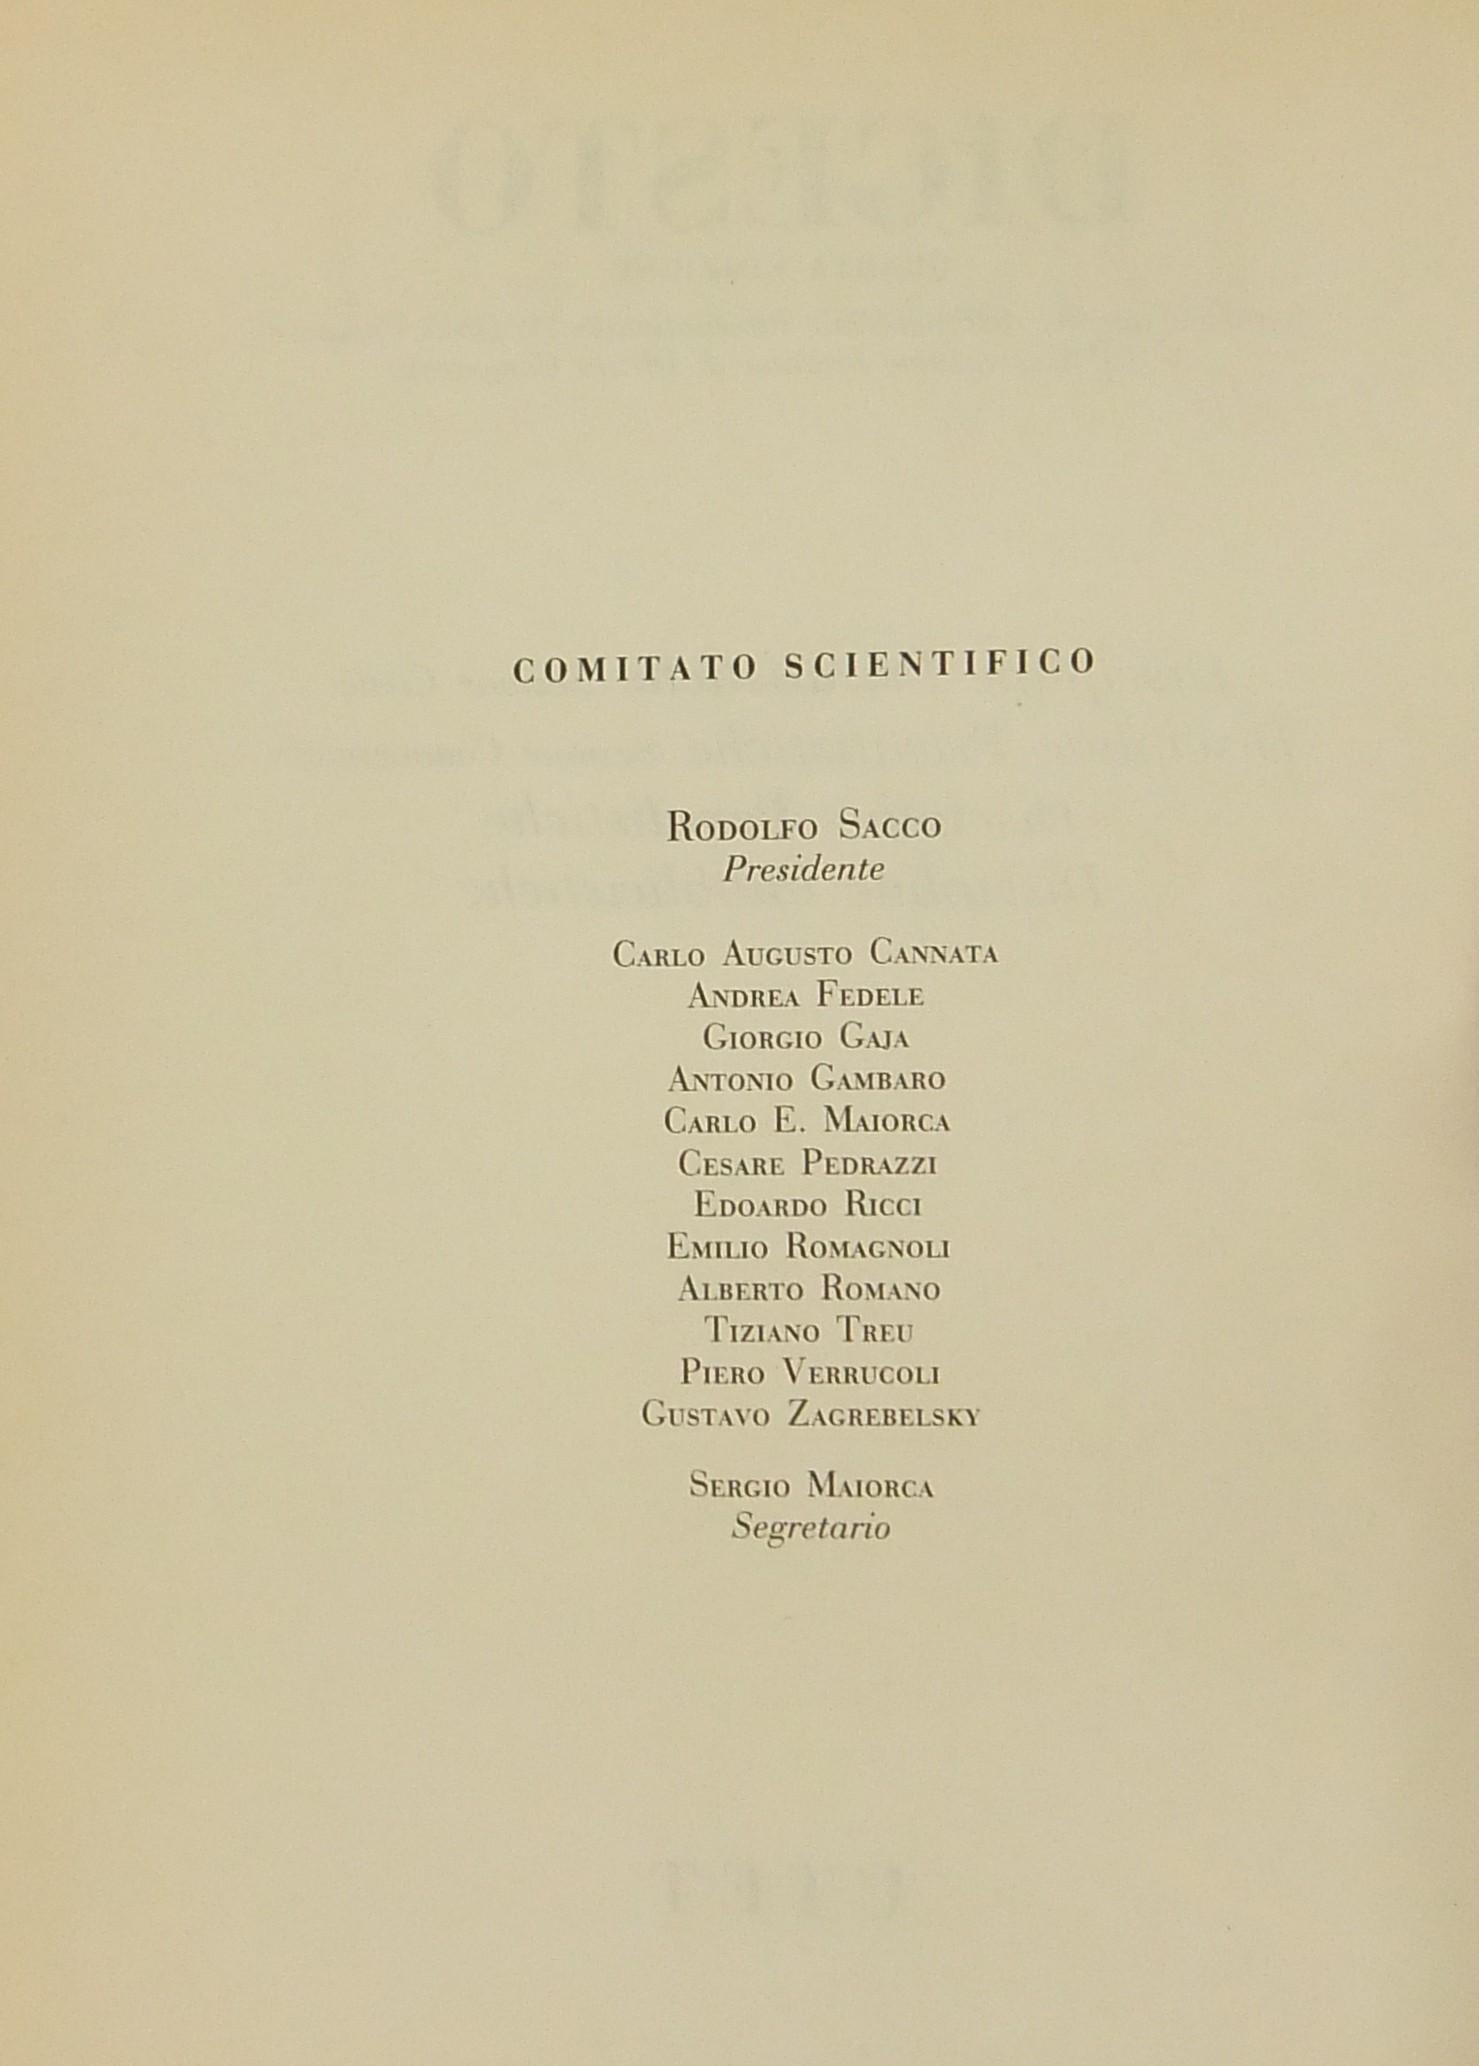 COMITATO SCIENTIFICO
RODOLFO SACCO
Presidente
CARLO AUGUSTO CANNATA
ANDREA FEDELE
GIORGIO GAJA
ANTONIO GAMBARO
CARLO E. MAIORCA
CESARE PEDRAZZI
EDOARDO RICCI
EMILIO ROMAGNOLI
ALBERTO ROMANO
TIZIANO TREU
PIERO VERRUCOLI
GUSTAVO ZAGREBELSKY
SERGIO MAIORCA
Segretario